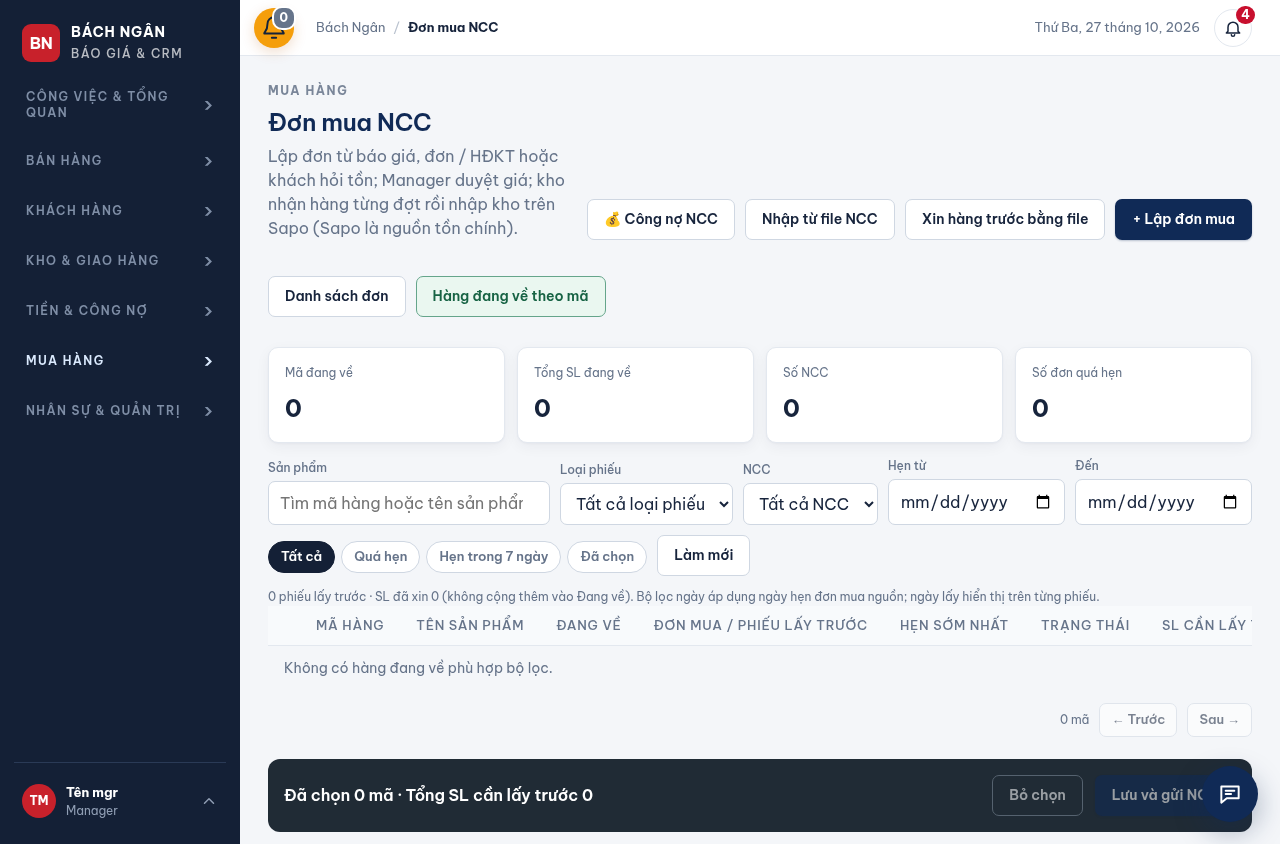 BN
BÁCH NGÂN
BÁO GIÁ & CRM
CÔNG VIỆC & TỔNG
QUAN
BÁN HÀNG
KHÁCH HÀNG
KHO & GIAO HÀNG
TIỀN & CÔNG NỢ
MUA HÀNG
NHÂN SỰ & QUẢN TRỊ
TM
Tên mgr
Manager
0
Bách Ngân / Đơn mua NCC
Thứ Ba, 27 tháng 10, 2026
4
MUA HÀNG
Đơn mua NCC
Lập đơn từ báo giá, đơn / HĐKT hoặc
khách hỏi tồn; Manager duyệt giá; kho
nhận hàng từng đợt rồi nhập kho trên
Sapo (Sapo là nguồn tồn chính).
💰 Công nợ NCC
Nhập từ file NCC
Xin hàng trước bằng file
+ Lập đơn mua
Danh sách đơn
Hàng đang về theo mã
Mã đang về
0
Tổng SL đang về
0
Số NCC
0
Số đơn quá hẹn
0
Sản phẩm
Tìm mã hàng hoặc tên sản phẩr
Loại phiếu
Tất cả loại phiếu
NCC
Tất cả NCC
Hẹn từ
mm/dd/yyyy
Đến
mm/dd/yyyy
Tất cả
Quá hẹn
Hẹn trong 7 ngày
Đã chọn
Làm mới
0 phiếu lấy trước · SL đã xin 0 (không cộng thêm vào Đang về). Bộ lọc ngày áp dụng ngày hẹn đơn mua nguồn; ngày lấy hiển thị trên từng phiếu.
MÃ HÀNG TÊN SẢN PHẨM ĐANG VỀ ĐƠN MUA / PHIẾU LẤY TRƯỚC HẸN SỚM NHẤT TRẠNG THÁI SL CẦN LẤY
Không có hàng đang về phù hợp bộ lọc.
0 mã
← Trước
Sau →
Đã chọn 0 mã · Tổng SL cần lấy trước 0
Bỏ chọn
Lưu và gửi NC